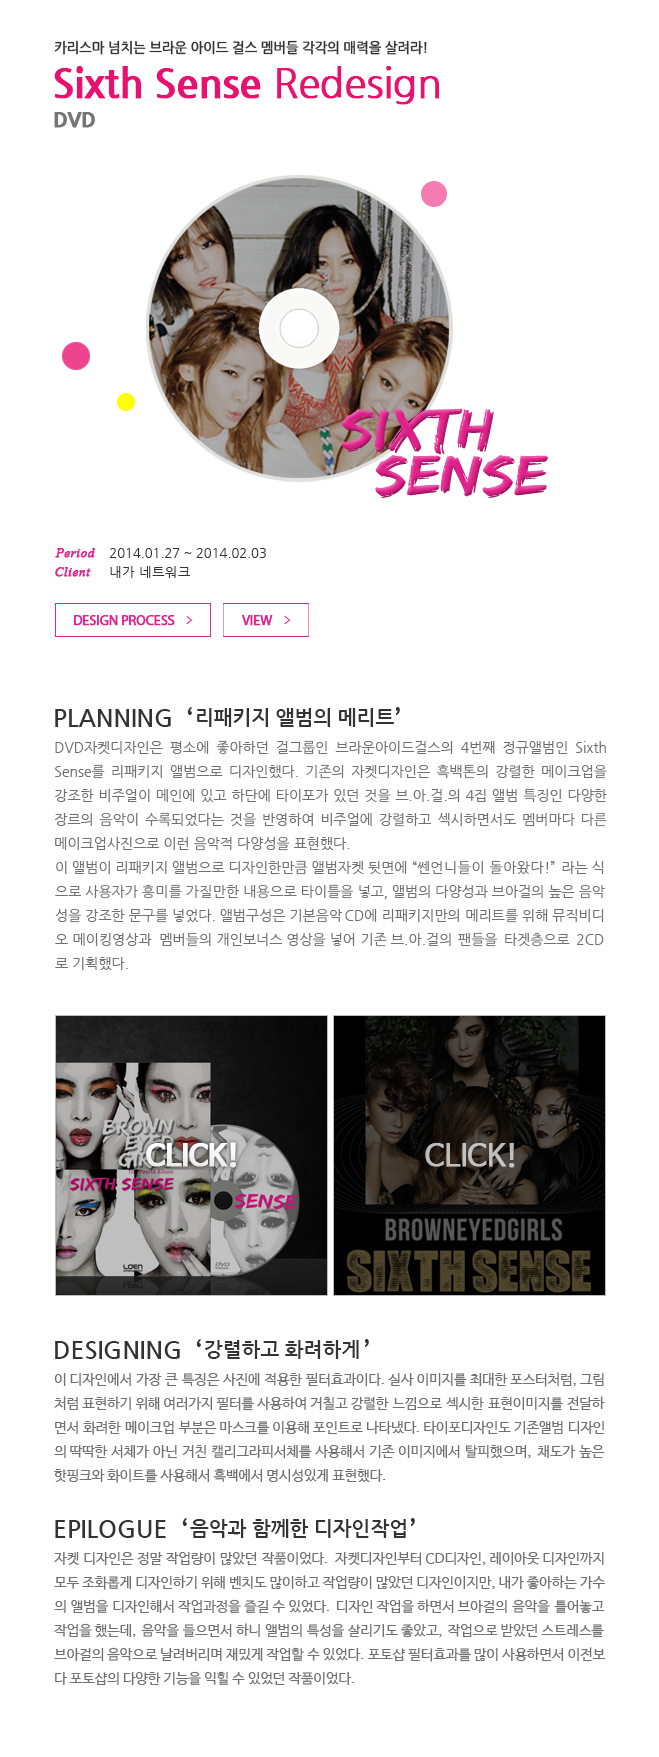 카리스마 넘치는 브라운 아이드 걸스 멤버들 각각의 매력을 살려라!
Sixth Sense Redesign
DVD
SIXTH
SENSE
Period 2014.01.27 ~ 2014.02.03
Client 내가 네트워크
DESIGN PROCESS > VIEW >
PLANNING ‘리패키지 앨범의 메리트’
DVD자켓디자인은 평소에 좋아하던 걸그룹인 브라운아이드걸스의 4번째 정규앨범인 Sixth
Sense를 리패키지 앨범으로 디자인했다. 기존의 자켓디자인은 흑백톤의 강렬한 메이크업을
강조한 비주얼이 메인에 있고 하단에 타이포가 있던 것을 브.아.걸.의 4집 앨범 특징인 다양한
장르의 음악이 수록되었다는 것을 반영하여 비주얼에 강렬하고 섹시하면서도 멤버마다 다른
메이크업사진으로 이런 음악적 다양성을 표현했다.
이 앨범이 리패키지 앨범으로 디자인한만큼 앨범자켓 뒷면에 “쎈언니들이 돌아왔다!” 라는 식
으로 사용자가 흥미를 가질만한 내용으로 타이틀을 넣고, 앨범의 다양성과 브아걸의 높은 음악
성을 강조한 문구를 넣었다. 앨범구성은 기본음악 CD에 리패키지만의 메리트를 위해 뮤직비디
오 메이킹영상과 멤버들의 개인보너스 영상을 넣어 기존 브.아.걸의 팬들을 타겟층으로 2CD
로 기획했다.
BROWN
EYED
GIRLS
SIXTH SENSE
SENSE
LOEN
DVD
CLICK!
CLICK!
BROWNEYEDGIRLS
SIXTH SENSE
DESIGNING ‘강렬하고 화려하게’
이 디자인에서 가장 큰 특징은 사진에 적용한 필터효과이다. 실사 이미지를 최대한 포스터처럼, 그림
처럼 표현하기 위해 여러가지 필터를 사용하여 거칠고 강렬한 느낌으로 섹시한 표현이미지를 전달하
면서 화려한 메이크업 부분은 마스크를 이용해 포인트로 나타냈다. 타이포디자인도 기존앨범 디자인
의 딱딱한 서체가 아닌 거친 캘리그라피서체를 사용해서 기존 이미지에서 탈피했으며, 채도가 높은
핫핑크와 화이트를 사용해서 흑백에서 명시성있게 표현했다.
EPILOGUE ‘음악과 함께한 디자인작업’
자켓 디자인은 정말 작업량이 많았던 작품이었다. 자켓디자인부터 CD디자인, 레이아웃 디자인까지
모두 조화롭게 디자인하기 위해 벤치도 많이하고 작업량이 많았던 디자인이지만, 내가 좋아하는 가수
의 앨범을 디자인해서 작업과정을 즐길 수 있었다. 디자인 작업을 하면서 브아걸의 음악을 틀어놓고
작업을 했는데, 음악을 들으면서 하니 앨범의 특성을 살리기도 좋았고, 작업으로 받았던 스트레스를
브아걸의 음악으로 날려버리며 재밌게 작업할 수 있었다. 포토샵 필터효과를 많이 사용하면서 이전보
다 포토샵의 다양한 기능을 익힐 수 있었던 작품이었다.